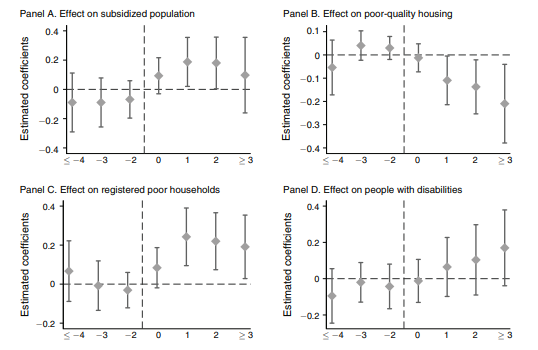 Panel A. Effect on subsidized population
Estimated coefficients
0.4
0.2
0
−0.2
−0.4
≤ −4 −3 −2 0 1 2 ≥ 3
Panel B. Effect on poor-quality housing
Estimated coefficients
0.1
0
−0.1
−0.2
−0.3
−0.4
≤ −4 −3 −2 0 1 2 ≥ 3
Panel C. Effect on registered poor households
Estimated coefficients
0.4
0.2
0
−0.2
≤ −4 −3 −2 0 1 2 ≥ 3
Panel D. Effect on people with disabilities
Estimated coefficients
0.4
0.2
0
−0.2
≤ −4 −3 −2 0 1 2 ≥ 3